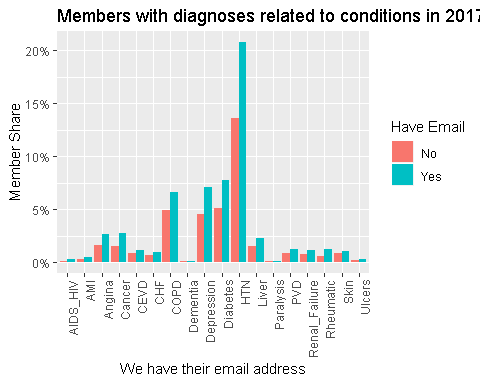 Members with diagnoses related to conditions in 2017
20%
15%
10%
5%
0%
Member Share
AIDS_HIV
AMI
Angina
Cancer
CEVD
CHF
COPD
Dementia
Depression
Diabetes
HTN
Liver
Paralysis
PVD
Renal_Failure
Rheumatic
Skin
Ulcers
We have their email address
Have Email
No
Yes